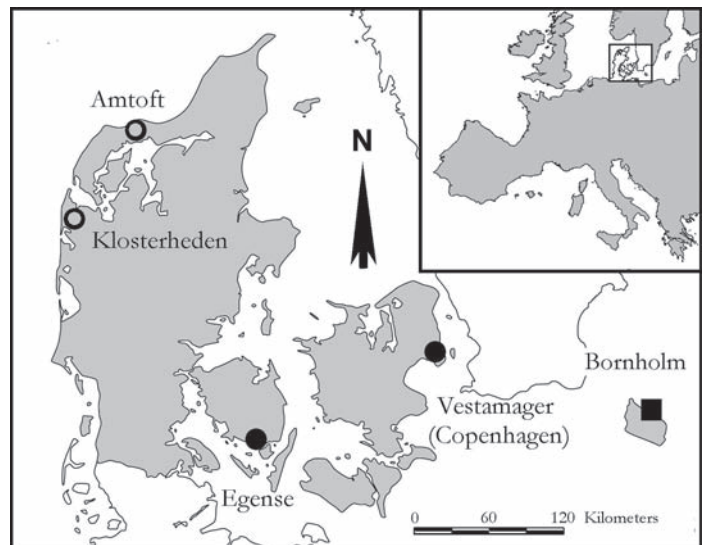 Amtoft
N
Klosterheden
Bornholm
Vestamager
(Copenhagen)
Egense
0 60 120 Kilometers